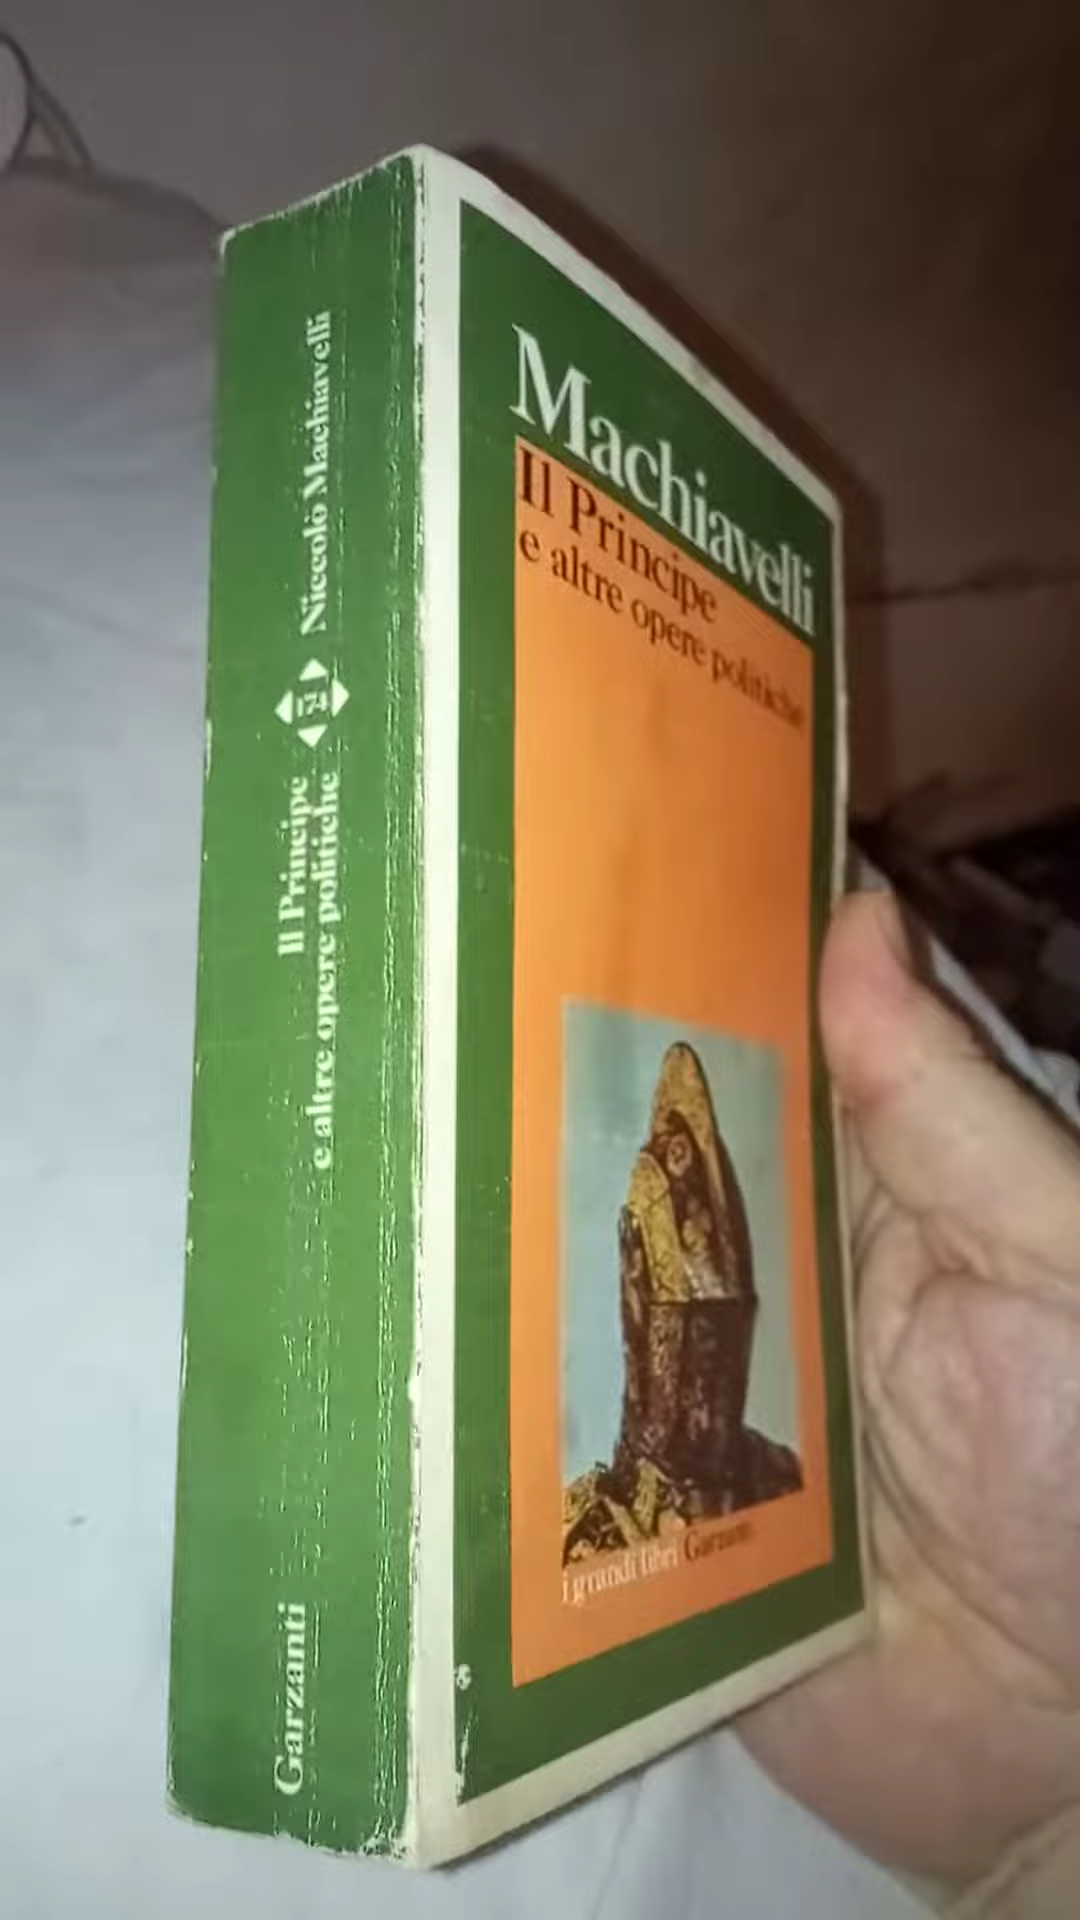 Machiavelli
Il Principe
e altre opere politiche
i grandi libri Garzanti
Niccolò Machiavelli
174
Il Principe
e altre opere politiche
Garzanti